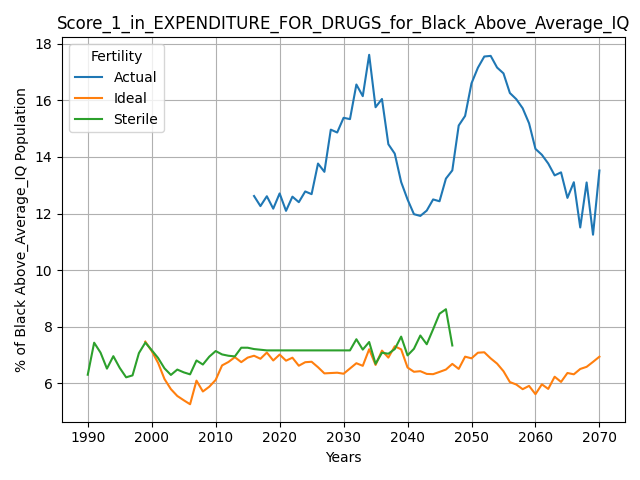 Score_1_in_EXPENDITURE_FOR_DRUGS_for_Black_Above_Average_IQ
% of Black Above_Average_IQ Population
18
16
14
12
10
8
6
Fertility
Actual
Ideal
Sterile
1990 2000 2010 2020 2030 2040 2050 2060 2070
Years